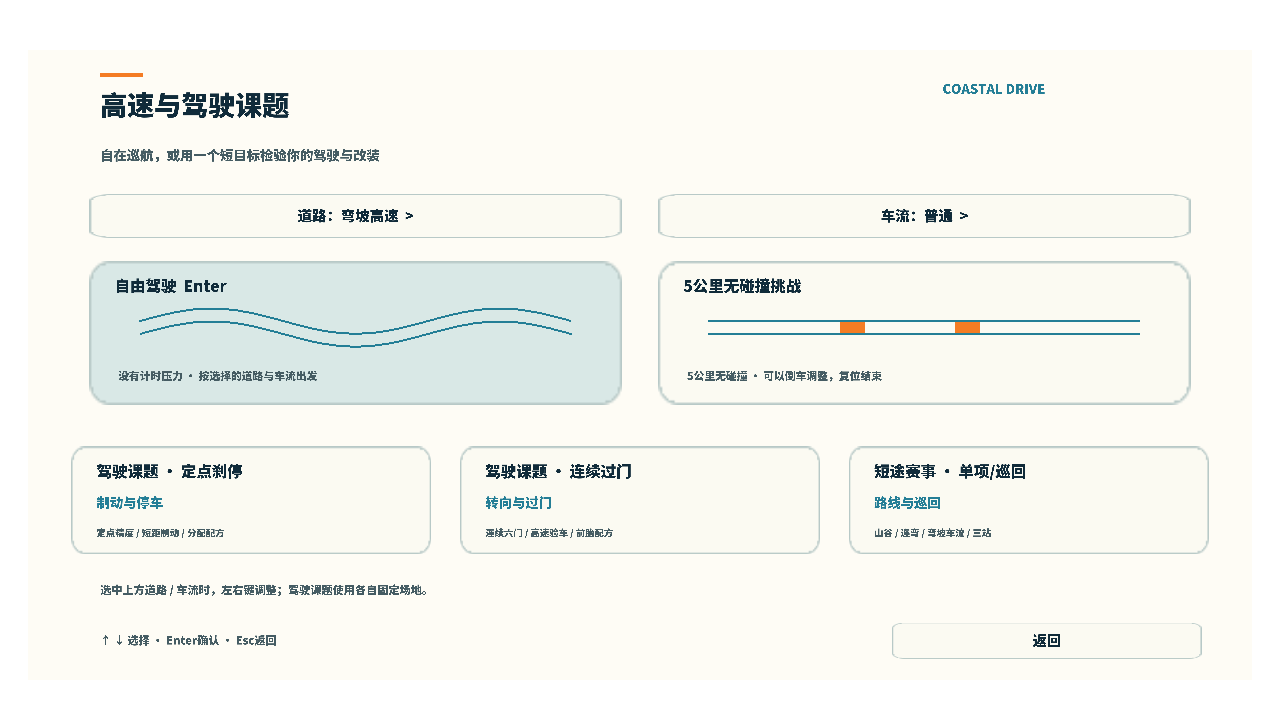 高速与驾驶课题
COASTAL DRIVE
自在巡航，或用一个短目标检验你的驾驶与改装
道路：弯坡高速 >
车流：普通 >
自由驾驶 Enter
没有计时压力 · 按选择的道路与车流出发
5公里无碰撞挑战
5公里无碰撞 · 可以倒车调整，复位结束
驾驶课题 · 定点刹停
制动与停车
定点精度 / 短距制动 / 分配配方
驾驶课题 · 连续过门
转向与过门
连续六门 / 高速验车 / 前胎配方
短途赛事 · 单项/巡回
路线与巡回
山谷 / 连弯 / 弯坡车流 / 三站
选中上方道路 / 车流时，左右键调整；驾驶课题使用各自固定场地。
↑ ↓ 选择 · Enter确认 · Esc返回
返回